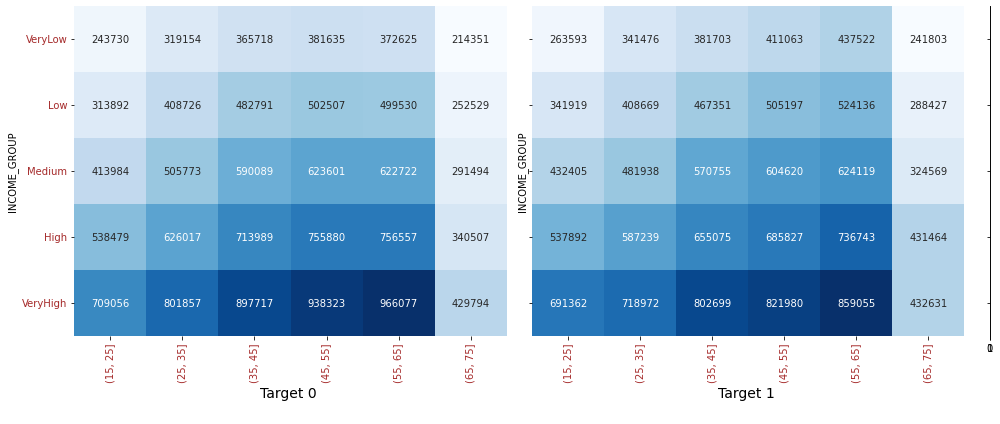 VeryLow 243730 319154 365718 381635 372625 214351 263593 341476 381703 411063 437522 241803
Low 313892 408726 482791 502507 499530 252529 341919 408669 467351 505197 524136 288427
INCOME_GROUP INCOME_GROUP
Medium 413984 505773 590089 623601 622722 291494 432405 481938 570755 604620 624119 324569
High 538479 626017 713989 755880 756557 340507 537892 587239 655075 685827 736743 431464
VeryHigh 709056 801857 897717 938323 966077 429794 691362 718972 802699 821980 859055 432631
(15, 25] (25, 35] (35, 45] (45, 55] (55, 65] (65, 75] (15, 25] (25, 35] (35, 45] (45, 55] (55, 65] (65, 75]
Target 0 Target 1